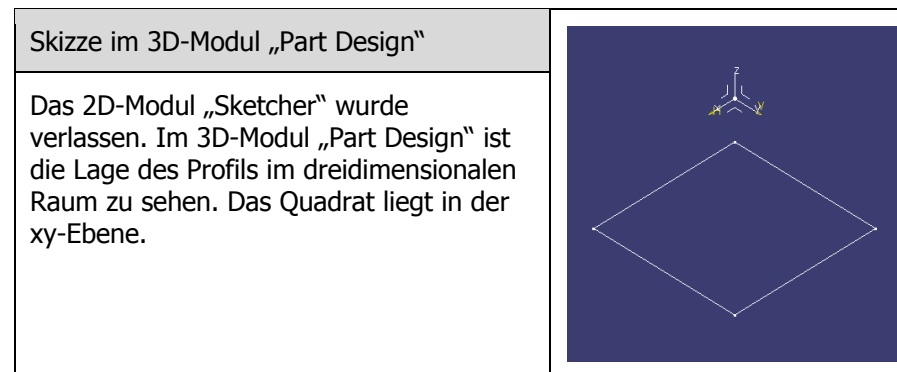 Skizze im 3D-Modul „Part Design“
Das 2D-Modul „Sketcher“ wurde
verlassen. Im 3D-Modul „Part Design“ ist
die Lage des Profils im dreidimensionalen
Raum zu sehen. Das Quadrat liegt in der
xy-Ebene.
z